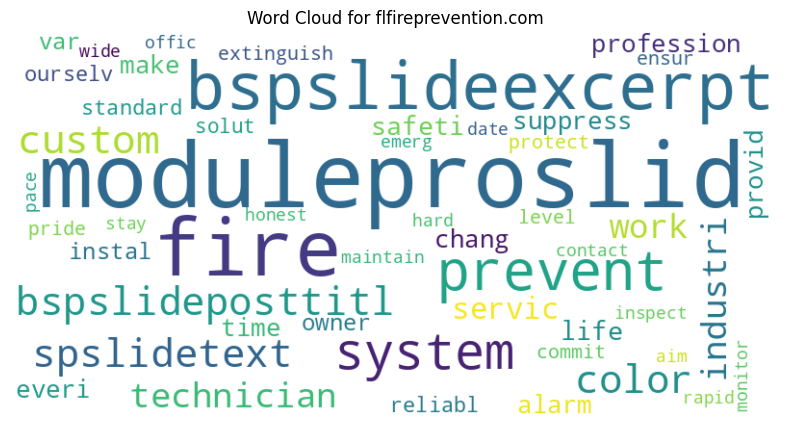 Word Cloud for flfireprevention.com
var wide offic extinguish profession
ourselv make bspslideexcerpt ensur
standard solut safeti date suppress
custom emerg protect
moduleproslid
pace provid
pride stay honest hard level work
instal fire maintain chang contact
prevent industri
bspslideposttitl servic inspect
time owner life
spslidetext system commit aim monitor
everi technician color rapid
reliabl alarm